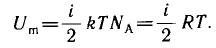 U_m = i/2 kTN_A = i/2 RT.